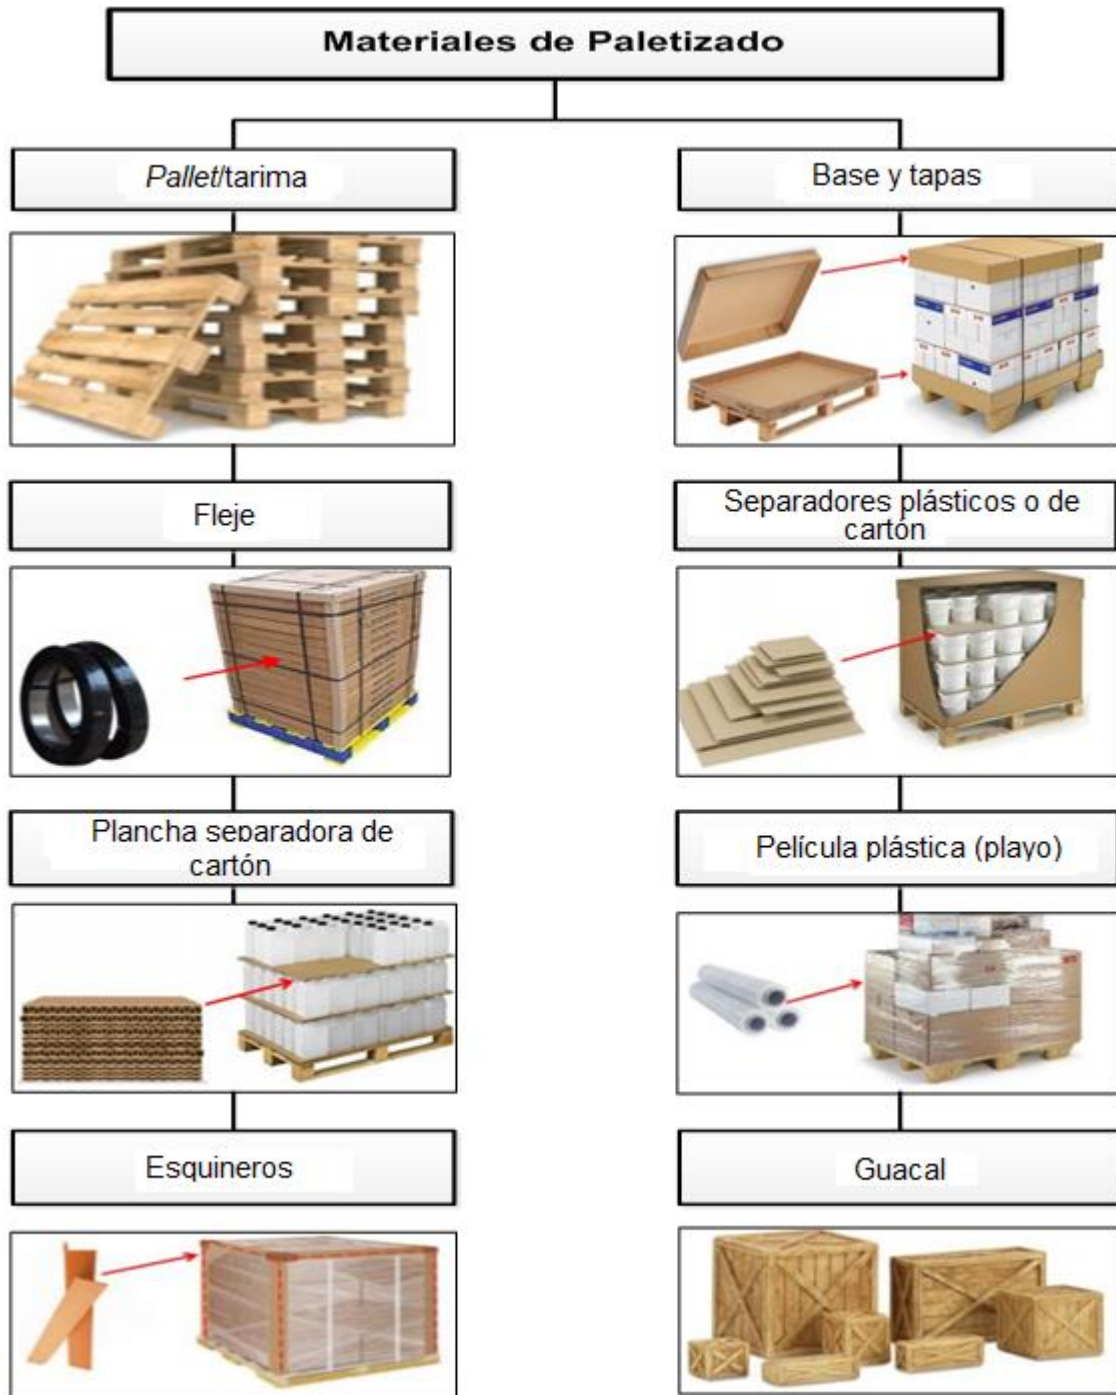 Materiales de Paletizado
Pallet/tarima
Base y tapas
Fleje
Separadores plásticos o de
cartón
Plancha separadora de
cartón
Película plástica (playo)
Esquineros
Guacal